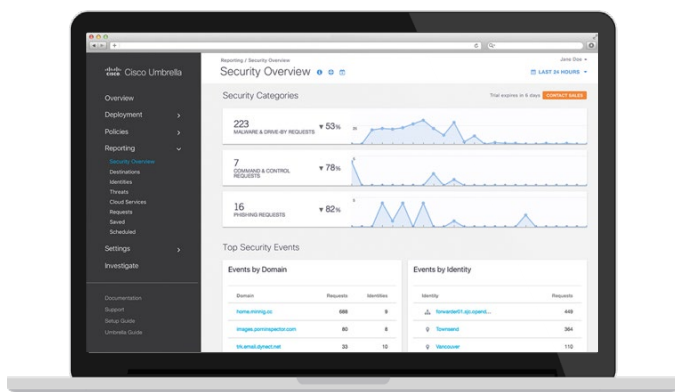 Cisco Umbrella
Overview
Deployment
Policies
Reporting
Security Overview
Destinations
Identities
Threats
Cloud Services
Requests
Saved
Scheduled
Settings
Investigate
Documentation
Support
Setup Guide
Umbrella Guide
Reporting / Security Overview
Security Overview
Jane Doe
LAST 24 HOURS
Security Categories
Trial expires in 6 days CONTACT SALES
223 ▼ 53%
MALWARE & DRIVE-BY REQUESTS
7 ▼ 78%
COMMAND & CONTROL
REQUESTS
16 ▼ 82%
PHISHING REQUESTS
Top Security Events
Events by Domain
Domain Requests Identities
home.mining.cc 9
images.porninspector.com 80 8
trk.email.dynect.net 33 10
Events by Identity
Identity Requests
449
Townsend 364
Vancouver 110